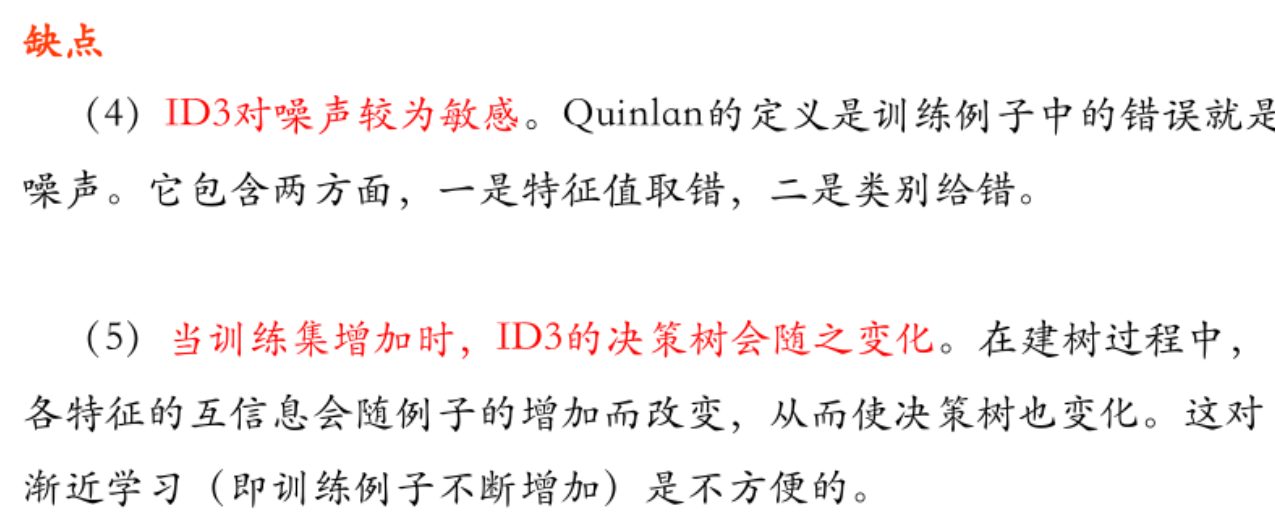 缺点
（4）ID3对噪声较为敏感。Quinlan的定义是训练例子中的错误就是
噪声。它包含两方面，一是特征值取错，二是类别给错。
（5）当训练集增加时，ID3的决策树会随之变化。在建树过程中，
各特征的互信息会随例子的增加而改变，从而使决策树也变化。这对
渐近学习（即训练例子不断增加）是不方便的。